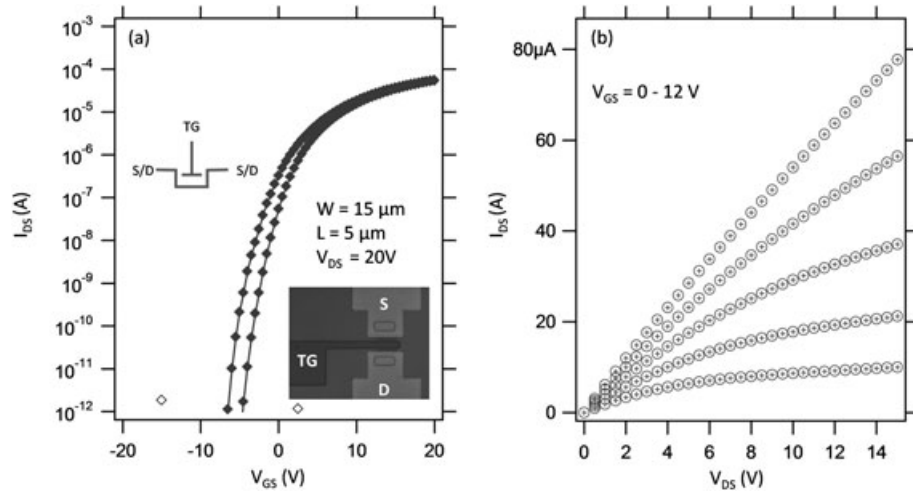 (a)
10⁻³
10⁻⁴
10⁻⁵
10⁻⁶
10⁻⁷
10⁻⁸
10⁻⁹
10⁻¹⁰
10⁻¹¹
10⁻¹²
I_DS (A)
TG
S/D S/D
W = 15 µm
L = 5 µm
V_DS = 20V
S
TG
D
-20 -10 0 10 20
V_GS (V)
(b)
80µA
60
40
20
0
I_DS (A)
V_GS = 0 - 12 V
0 2 4 6 8 10 12 14
V_DS (V)